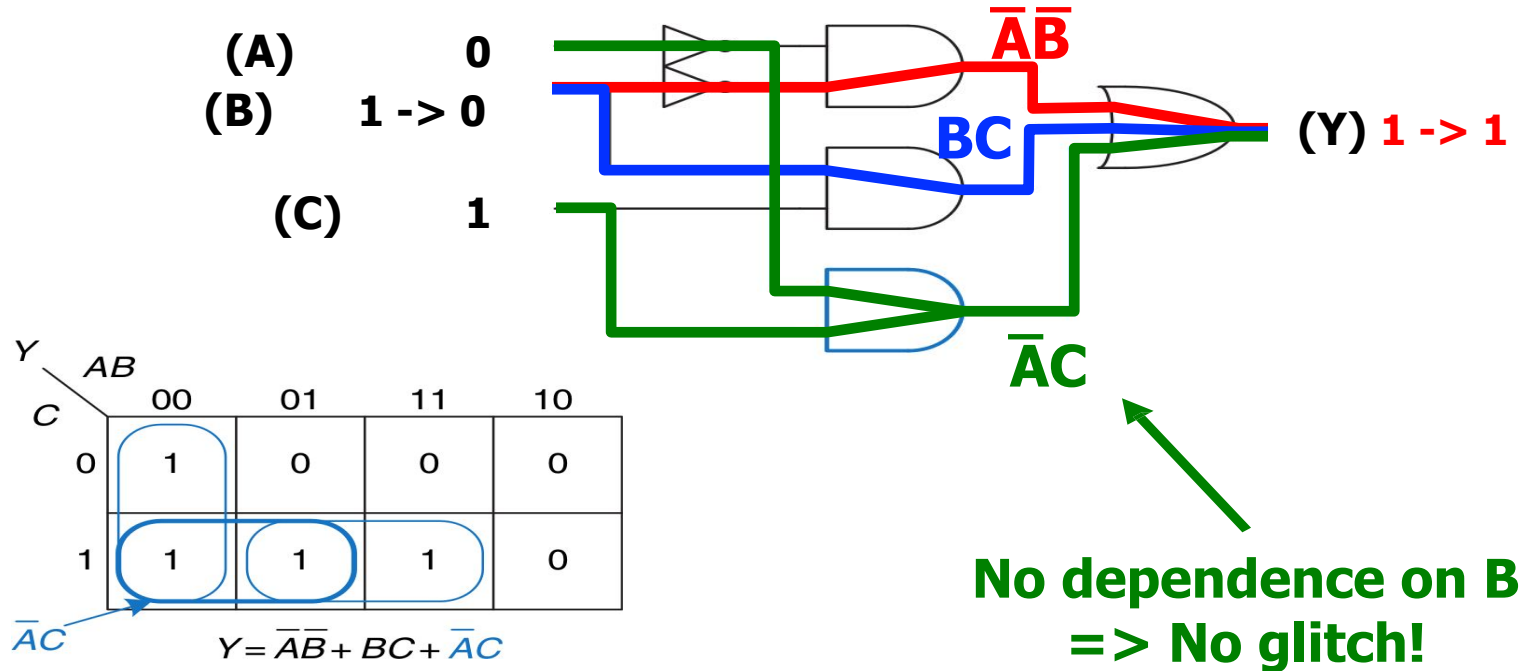 (A) 0
(B) 1 -> 0
(C) 1
A̅B̅
BC
A̅C
(Y) 1 -> 1
No dependence on B
=> No glitch!
Y
AB
C
00 01 11 10
0 1 0 0 0
1 1 1 1 0
A̅C
Y = A̅B̅ + BC + A̅C